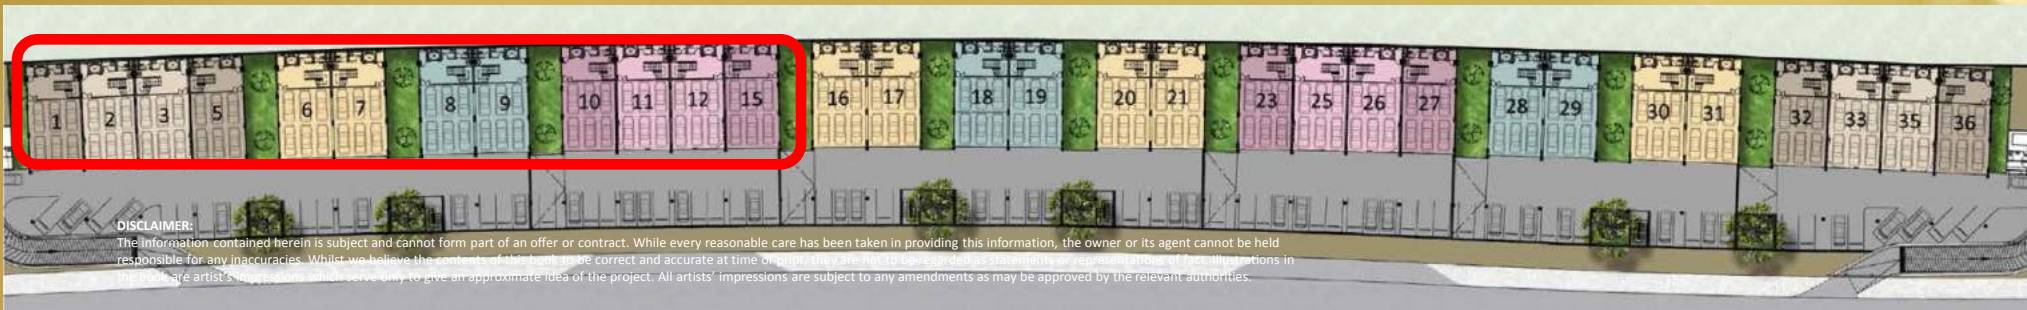 1 2 3 5 6 7 8 9 10 11 12 15 16 17 18 19 20 21 23 25 26 27 28 29 30 31 32 33 35 36
DISCLAIMER:
The information contained herein is subject and cannot form part of an offer or contract. While every reasonable care has been taken in providing this information, the owner or its agent cannot be held
responsible for any inaccuracies. Whilst we believe the contents of this book to be correct and accurate at time of print, they are not to be regarded as statements or representations of fact. Illustrations in
the book are artist's impressions which serve only to give an approximate idea of the project. All artists' impressions are subject to any amendments as may be approved by the relevant authorities.